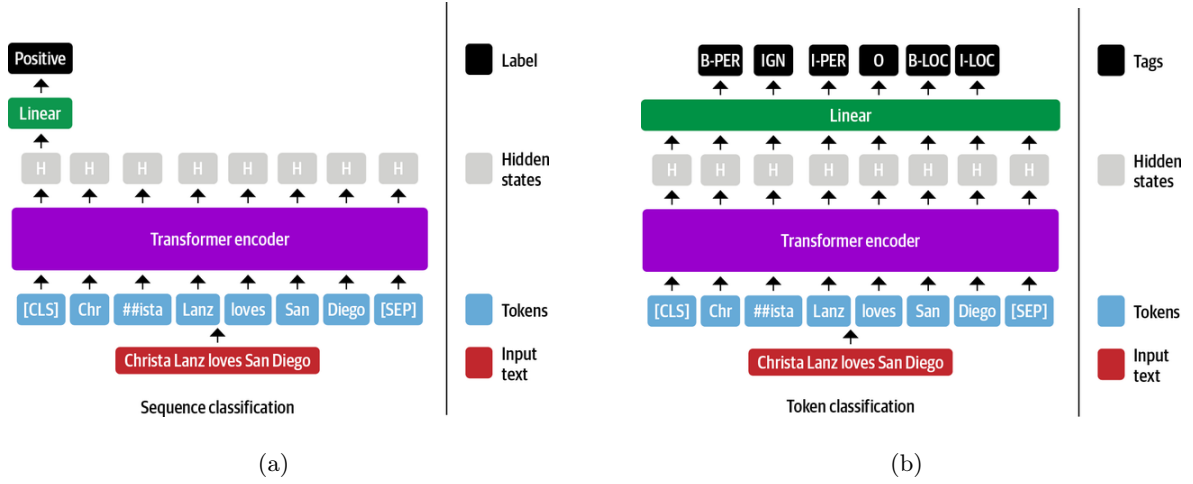 Positive
Label
Linear
H H H H H H H H
Hidden
states
Transformer encoder
[CLS] Chr ##ista Lanz loves San Diego [SEP]
Tokens
Christa Lanz loves San Diego
Input
text
Sequence classification
(a)
B-PER IGN I-PER O B-LOC I-LOC
Tags
Linear
H H H H H H H H
Hidden
states
Transformer encoder
[CLS] Chr ##ista Lanz loves San Diego [SEP]
Tokens
Christa Lanz loves San Diego
Input
text
Token classification
(b)